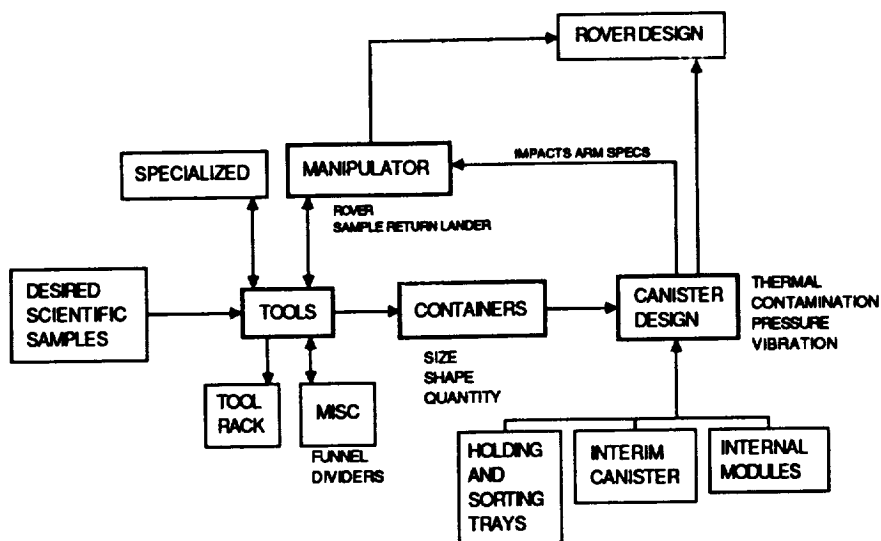 ROVER DESIGN
SPECIALIZED
MANIPULATOR
IMPACTS ARM SPECS
ROVER
SAMPLE RETURN LANDER
DESIRED
SCIENTIFIC
SAMPLES
TOOLS
CONTAINERS
CANISTER
DESIGN
THERMAL
CONTAMINATION
PRESSURE
VIBRATION
SIZE
SHAPE
QUANTITY
TOOL
RACK
MISC
FUNNEL
DIVIDERS
HOLDING
AND
SORTING
TRAYS
INTERIM
CANISTER
INTERNAL
MODULES